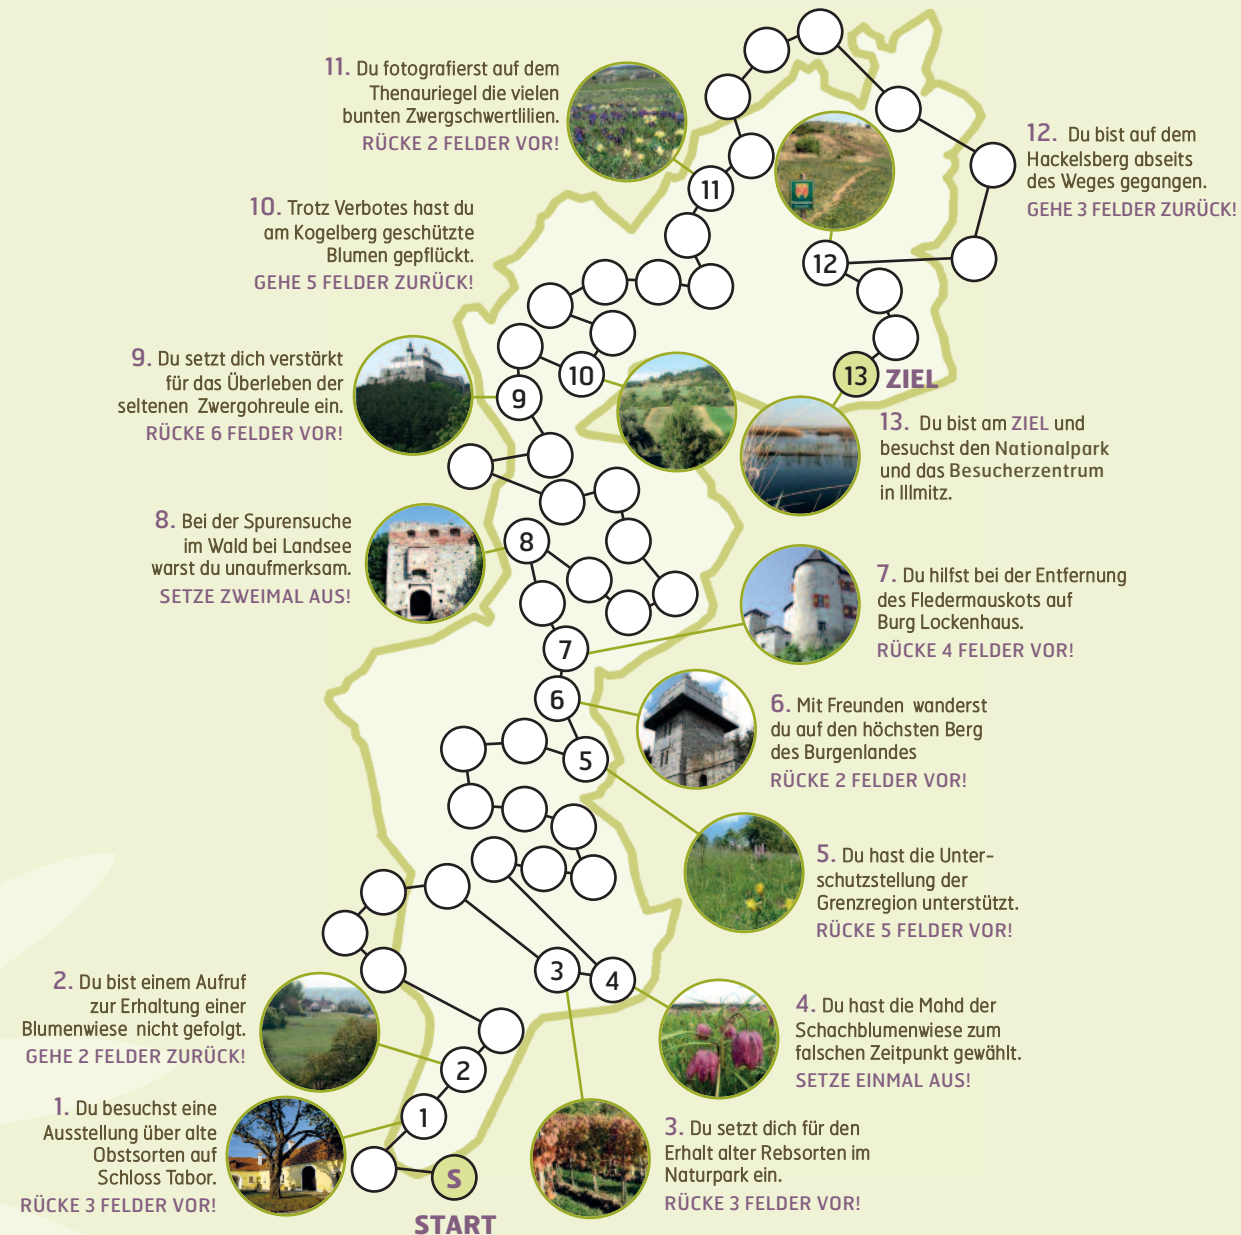 11. Du fotografierst auf dem
Thenauriegel die vielen
bunten Zwergschwertlilien.
RÜCKE 2 FELDER VOR!
12. Du bist auf dem
Hackelsberg abseits
des Weges gegangen.
GEHE 3 FELDER ZURÜCK!
10. Trotz Verbotes hast du
am Kogelberg geschützte
Blumen gepflückt.
GEHE 5 FELDER ZURÜCK!
9. Du setzt dich verstärkt
für das Überleben der
seltenen Zwergohreule ein.
RÜCKE 6 FELDER VOR!
13. Du bist am ZIEL und
besuchst den Nationalpark
und das Besucherzentrum
in Illmitz.
8. Bei der Spurensuche
im Wald bei Landsee
warst du unaufmerksam.
SETZE ZWEIMAL AUS!
7. Du hilfst bei der Entfernung
des Fledermauskots auf
Burg Lockenhaus.
RÜCKE 4 FELDER VOR!
6. Mit Freunden wanderst
du auf den höchsten Berg
des Burgenlandes
RÜCKE 2 FELDER VOR!
5. Du hast die Unter-
schutzstellung der
Grenzregion unterstützt.
RÜCKE 5 FELDER VOR!
4. Du hast die Mahd der
Schachblumenwiese zum
falschen Zeitpunkt gewählt.
SETZE EINMAL AUS!
2. Du bist einem Aufruf
zur Erhaltung einer
Blumenwiese nicht gefolgt.
GEHE 2 FELDER ZURÜCK!
1. Du besuchst eine
Ausstellung über alte
Obstsorten auf
Schloss Tabor.
RÜCKE 3 FELDER VOR!
3. Du setzt dich für den
Erhalt alter Rebsorten im
Naturpark ein.
RÜCKE 3 FELDER VOR!
11
12
13 ZIEL
10
9
8
7
6
5
3
4
2
1
S
START